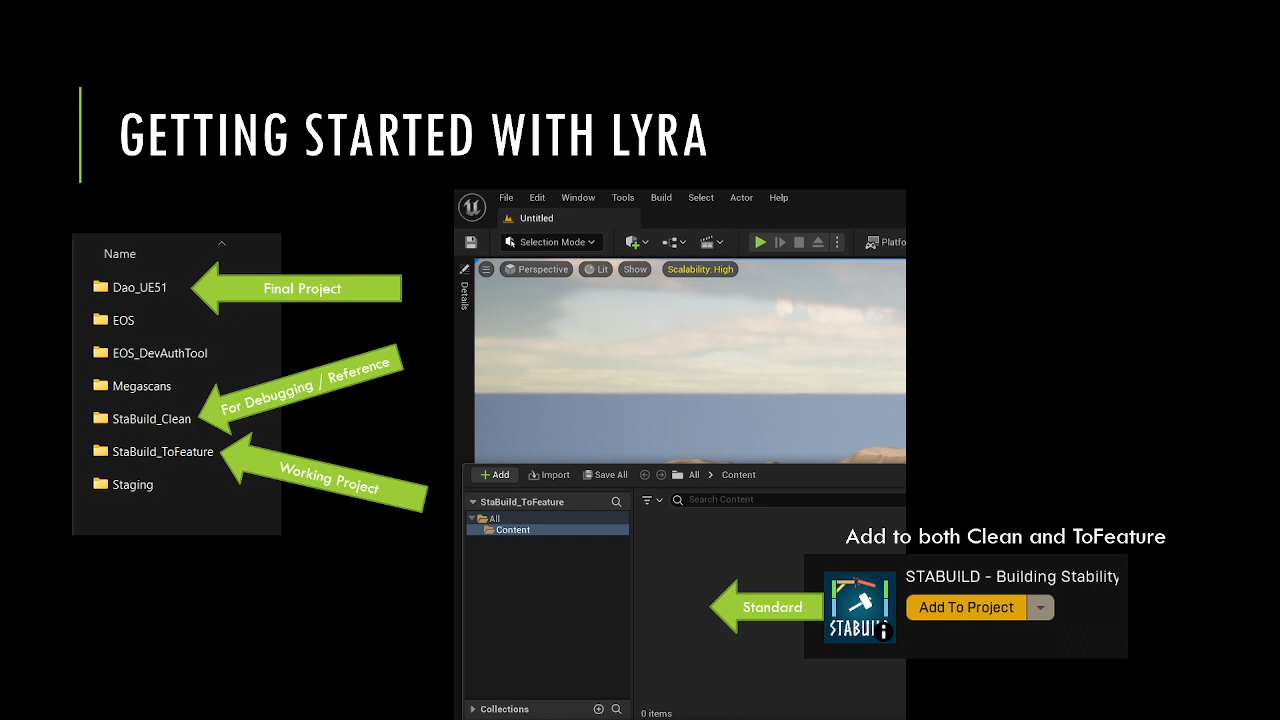 GETTING STARTED WITH LYRA
Name
Dao_UE51
EOS
EOS_DevAuthTool
Megascans
StaBuild_Clean
StaBuild_ToFeature
Staging
Final Project
For Debugging / Reference
Working Project
File Edit Window Tools Build Select Actor Help
Untitled
Selection Mode
Platfo
Perspective Lit Show Scalability: High
Details
Add Import Save All All Content
StaBuild_ToFeature
Search Content
All
Content
Collections
0 items
Add to both Clean and ToFeature
Standard
STABUILD - Building Stability
Add To Project